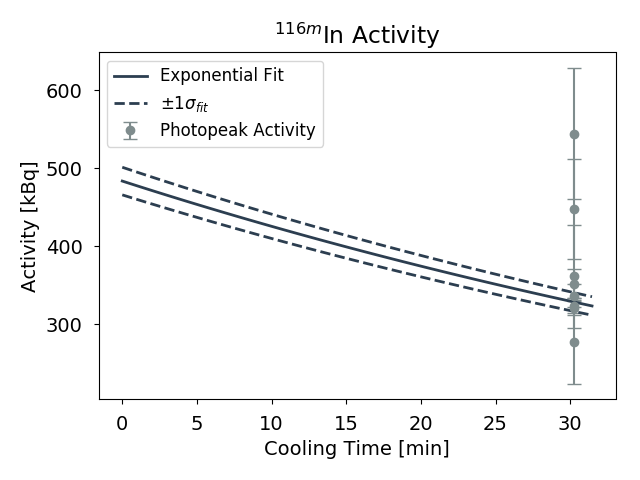 ¹¹⁶ᵐIn Activity
Exponential Fit
±1σ_fit
Photopeak Activity
Activity [kBq]
600
500
400
300
0 5 10 15 20 25 30
Cooling Time [min]